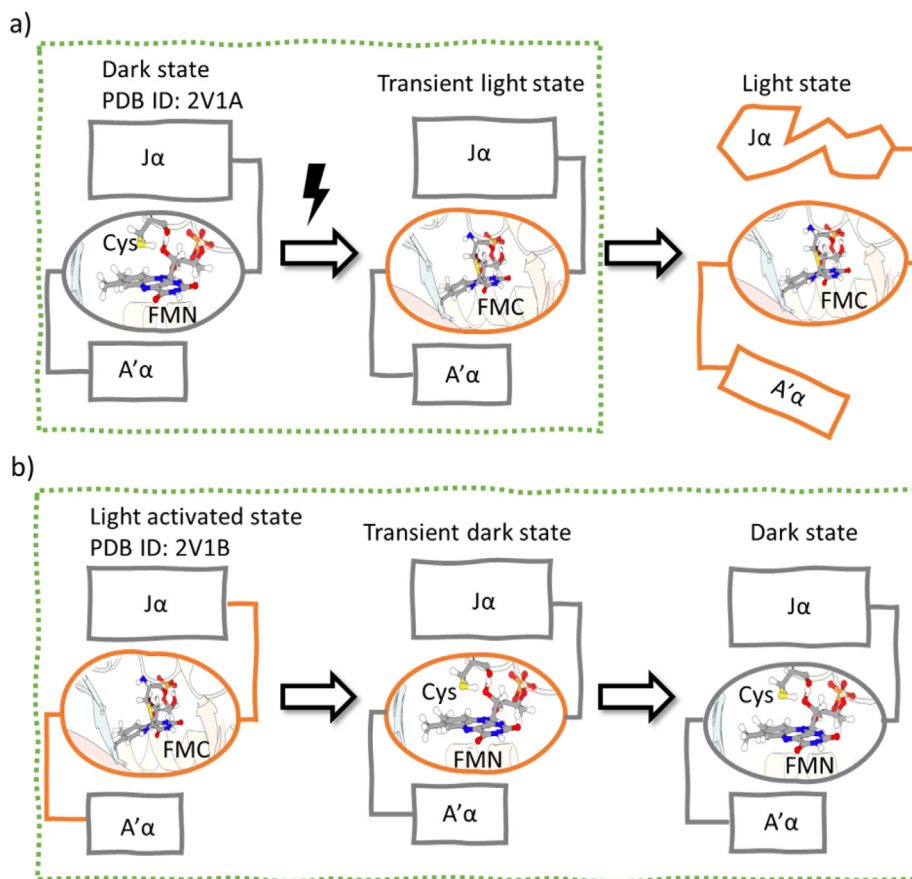 a)
Dark state
PDB ID: 2V1A
Transient light state
Light state
Jα
Jα
Jα
Cys
FMN
FMC
FMC
A'α
A'α
A'α
b)
Light activated state
PDB ID: 2V1B
Transient dark state
Dark state
Jα
Jα
Jα
FMC
Cys
FMN
Cys
FMN
A'α
A'α
A'α